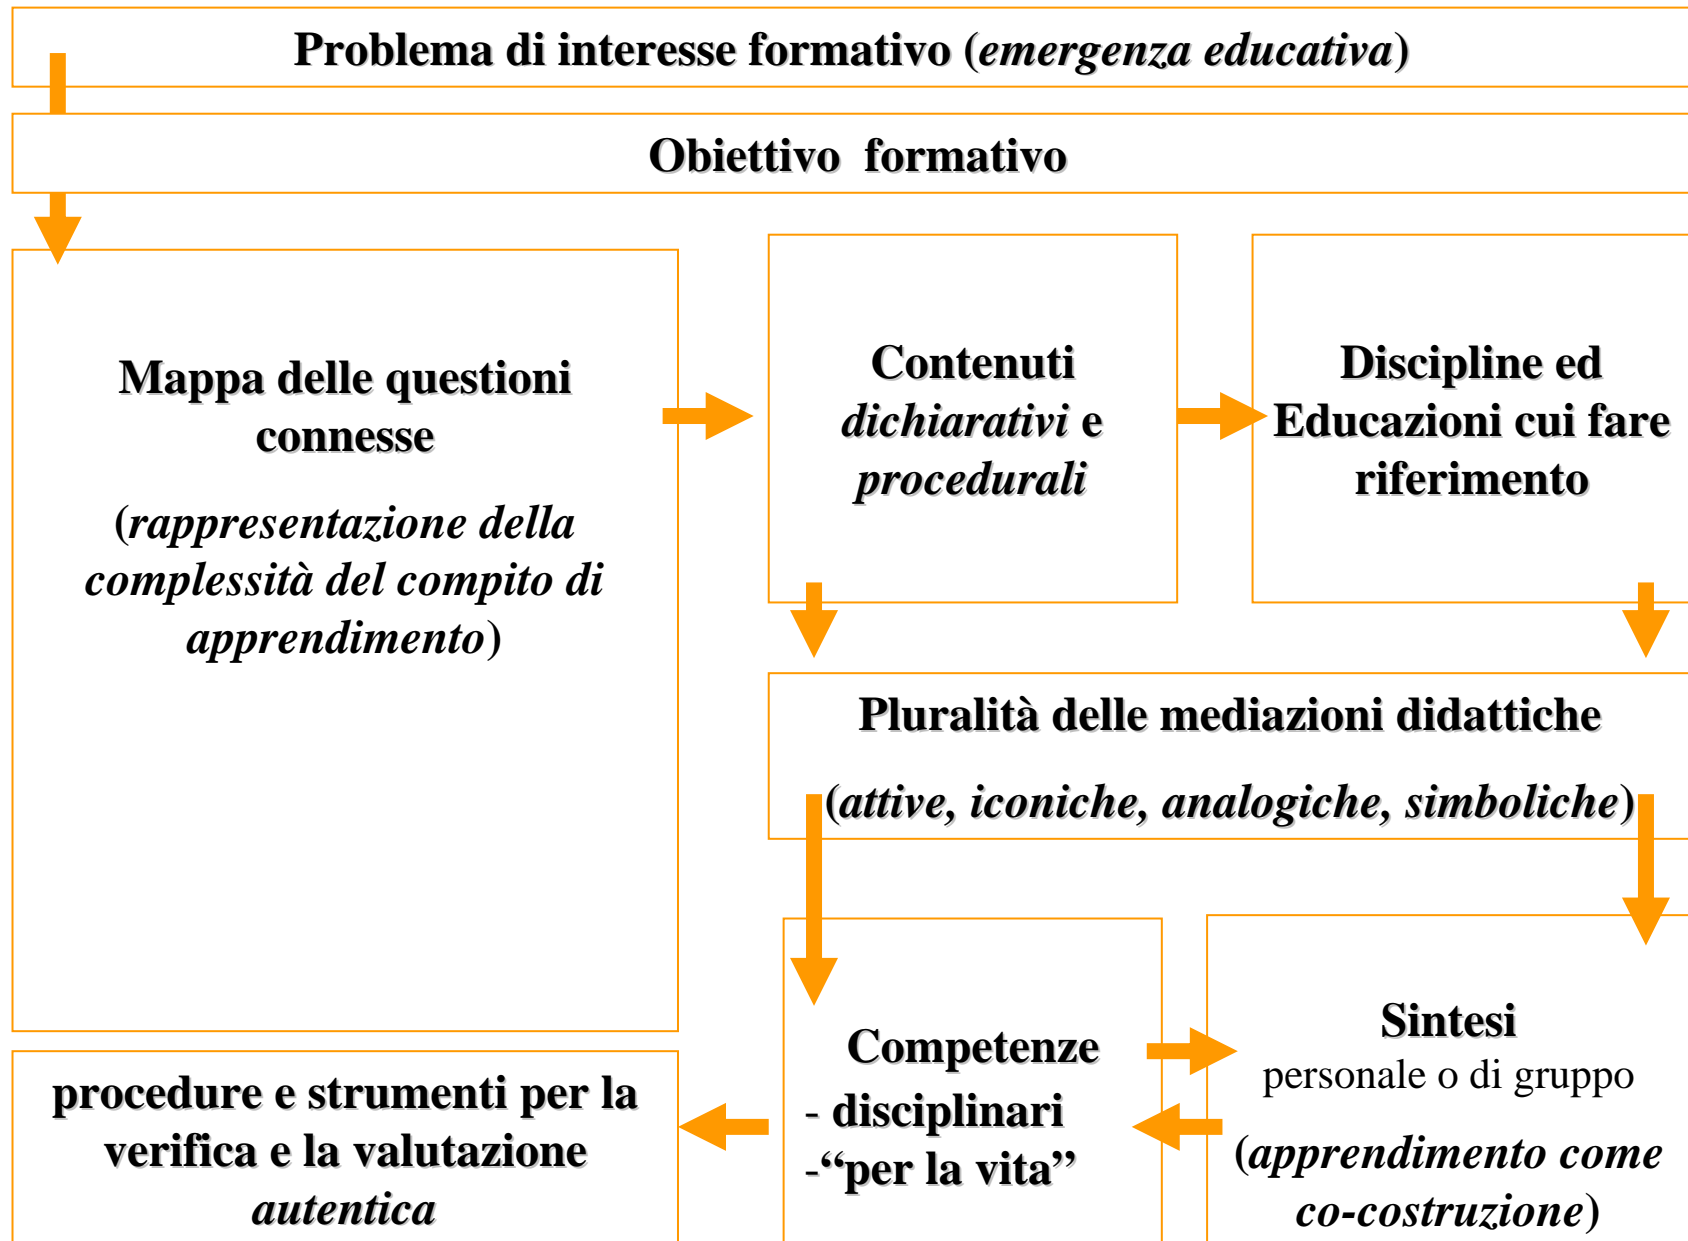 Problema di interesse formativo (emergenza educativa)
Obiettivo formativo
Mappa delle questioni
connesse
(rappresentazione della
complessità del compito di
apprendimento)
Contenuti
dichiarativi e
procedurali
Discipline ed
Educazioni cui fare
riferimento
Pluralità delle mediazioni didattiche
(attive, iconiche, analogiche, simboliche)
Competenze
- disciplinari
-“per la vita”
Sintesi
personale o di gruppo
(apprendimento come
co-costruzione)
procedure e strumenti per la
verifica e la valutazione
autentica